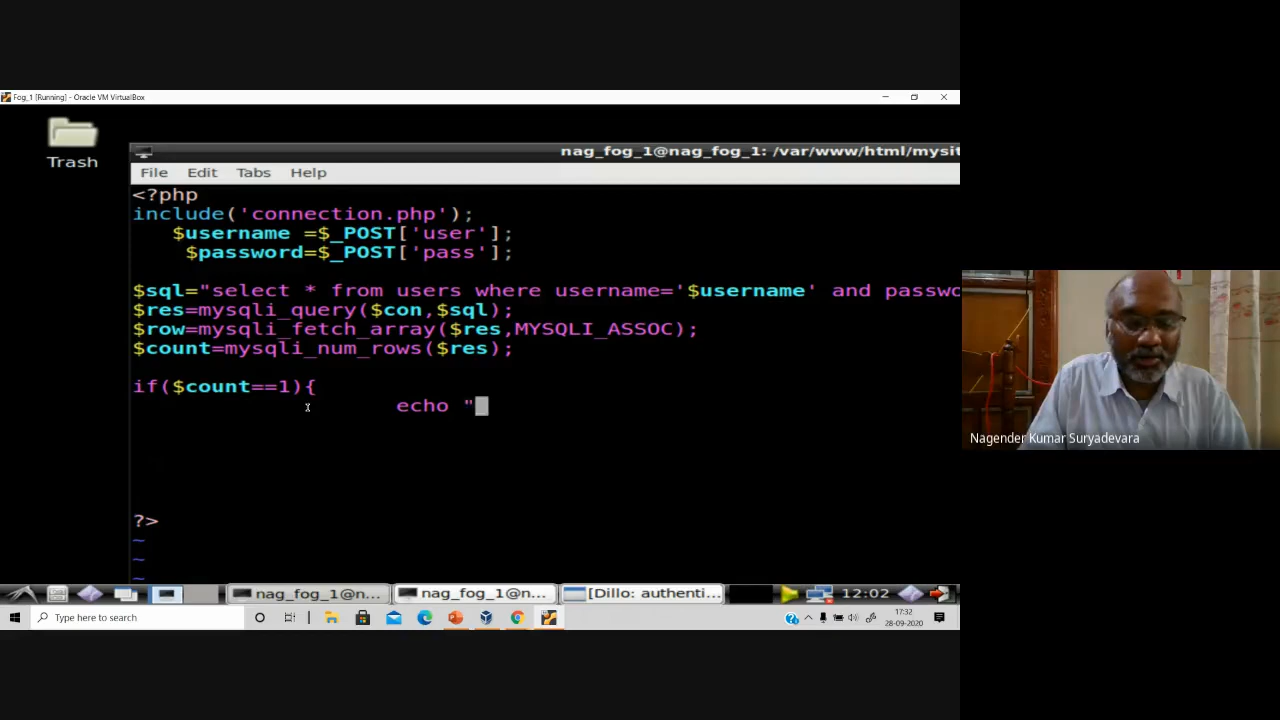 Fog_1 [Running] - Oracle VM VirtualBox
Trash
nag_fog_1@nag_fog_1: /var/www/html/mysit
File Edit Tabs Help
<?php
include('connection.php');
$username =$_POST['user'];
$password=$_POST['pass'];
$sql="select * from users where username='$username' and passwo
$res=mysqli_query($con,$sql);
$row=mysqli_fetch_array($res,MYSQLI_ASSOC);
$count=mysqli_num_rows($res);
if($count==1){
echo "
?>
~
~
~
Nagender Kumar Suryadevara
nag_fog_1@n... nag_fog_1@n... [Dillo: authenti... 12:02
Type here to search 17:32
28-09-2020